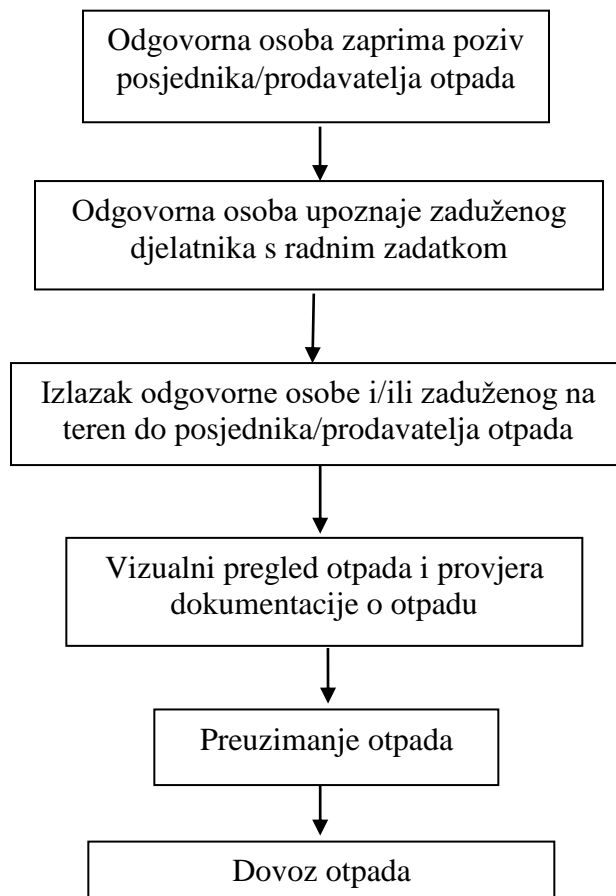 Odgovorna osoba zaprima poziv
posjednika/prodavatelja otpada
Odgovorna osoba upoznaje zaduženog
djelatnika s radnim zadatkom
Izlazak odgovorne osobe i/ili zaduženog na
teren do posjednika/prodavatelja otpada
Vizualni pregled otpada i provjera
dokumentacije o otpadu
Preuzimanje otpada
Dovoz otpada